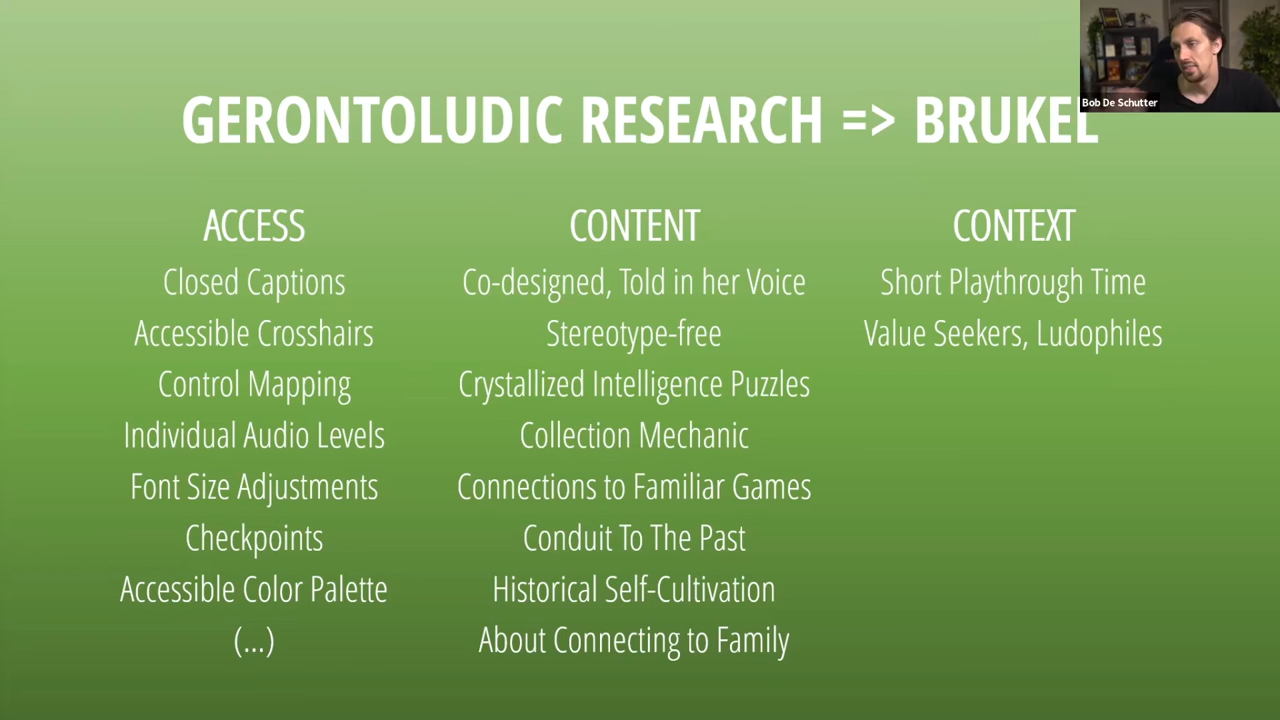 GERONTOLUDIC RESEARCH => BRUKEL
Bob De Schutter
ACCESS
Closed Captions
Accessible Crosshairs
Control Mapping
Individual Audio Levels
Font Size Adjustments
Checkpoints
Accessible Color Palette
(...)
CONTENT
Co-designed, Told in her Voice
Stereotype-free
Crystallized Intelligence Puzzles
Collection Mechanic
Connections to Familiar Games
Conduit To The Past
Historical Self-Cultivation
About Connecting to Family
CONTEXT
Short Playthrough Time
Value Seekers, Ludophiles